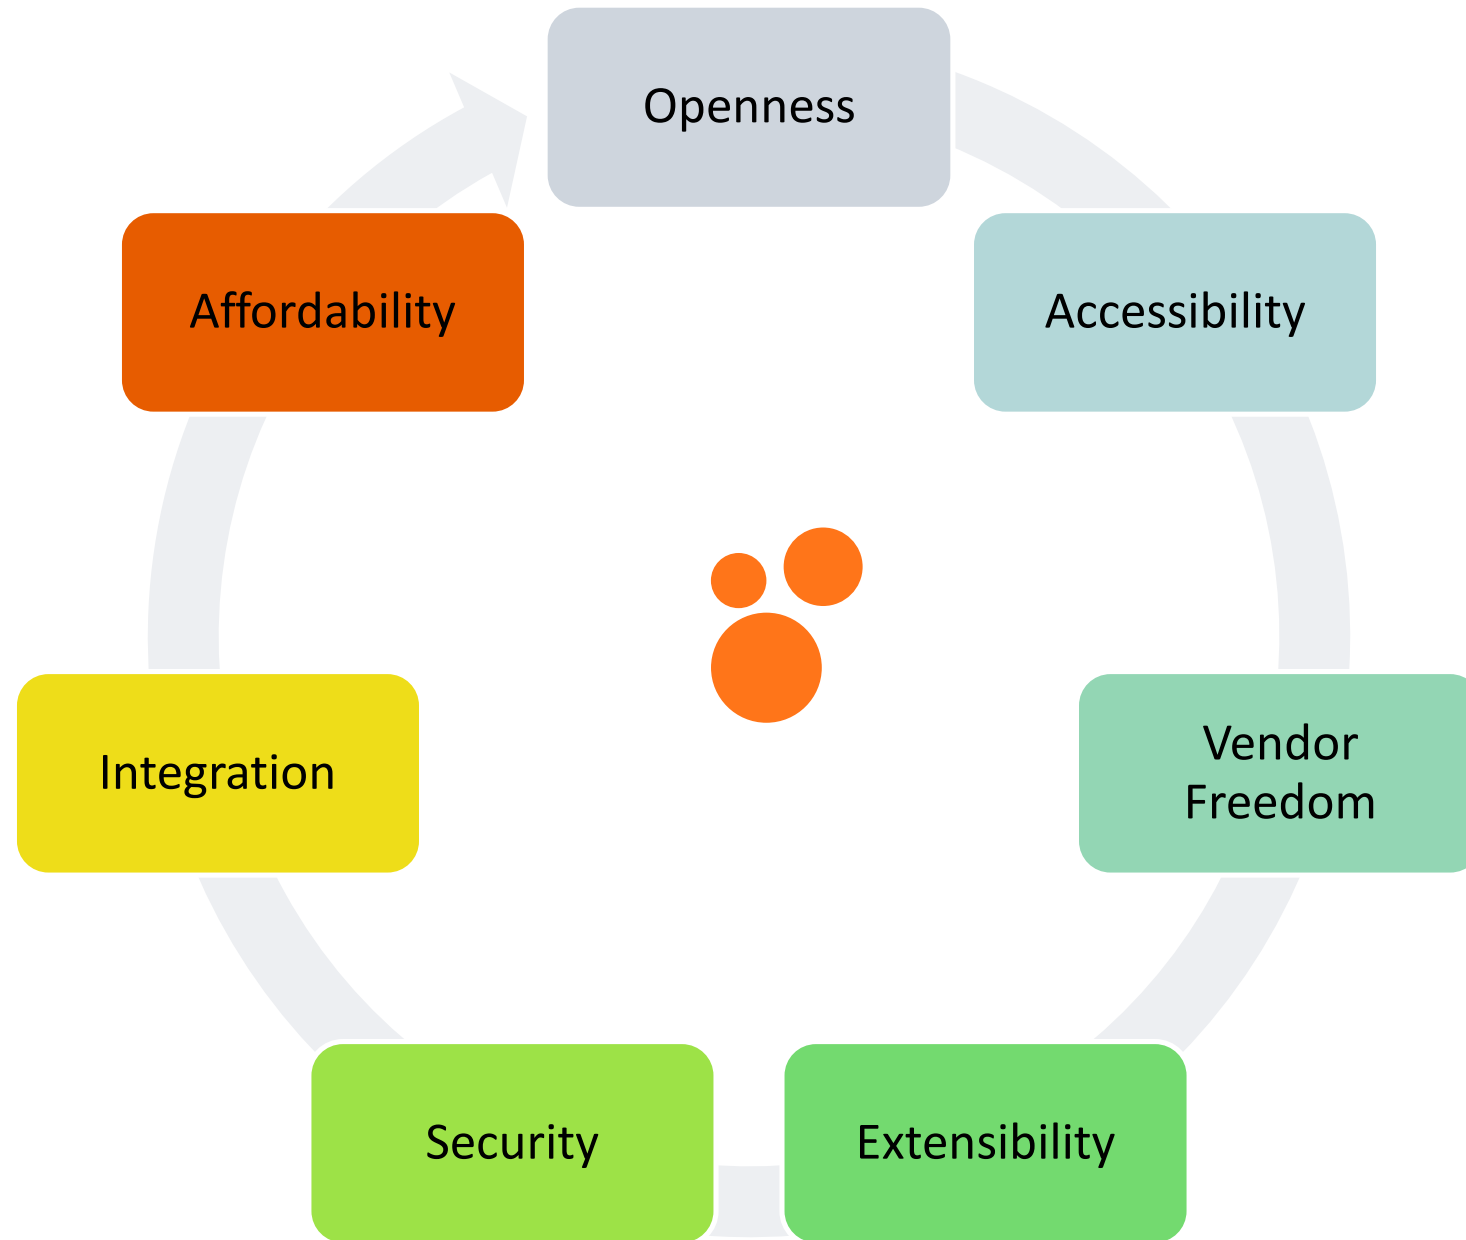 Openness
Accessibility
Vendor
Freedom
Extensibility
Security
Integration
Affordability